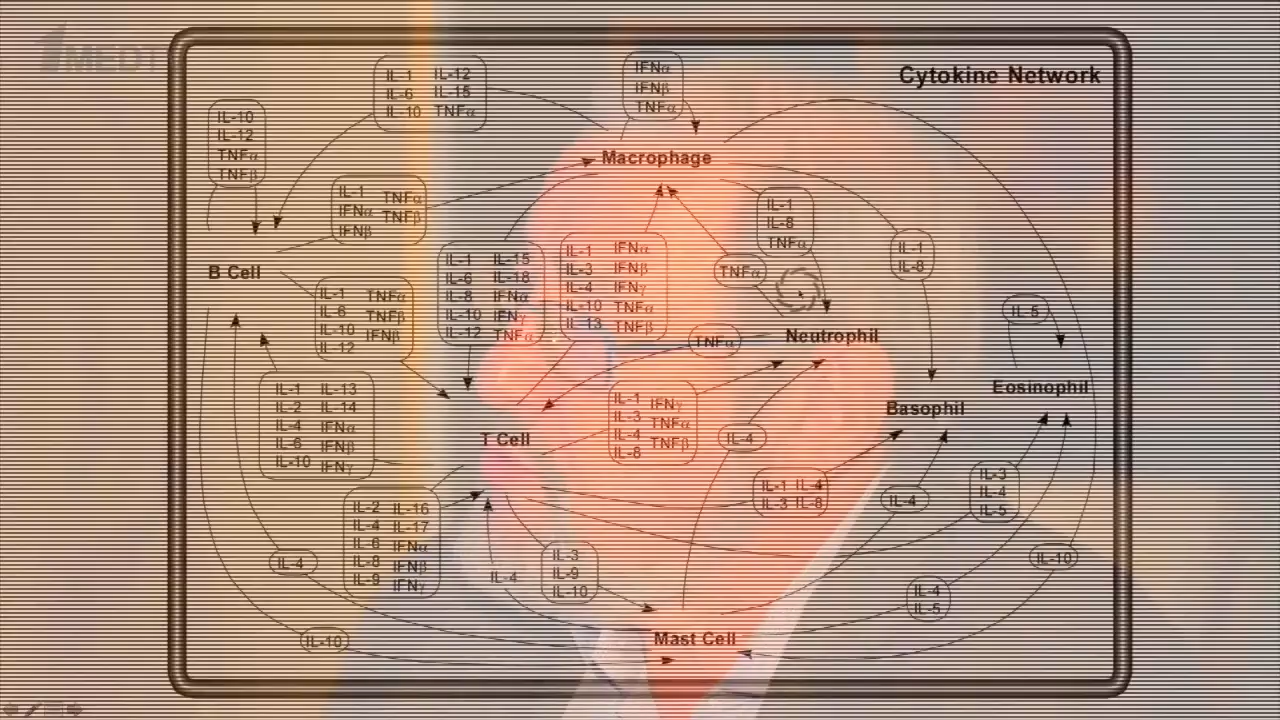 1MEDT
Cytokine Network
IL-1 IL-12
IL-6 IL-15
IL-10 TNFα
IFNα
IFNβ
TNFα
IL-10
IL-12
TNFα
TNFβ
Macrophage
IL-1 TNFα
IFNα TNFβ
IFNβ
IL-1
IL-8
TNFα
IL-1
IL-8
B Cell
IL-1 IL-15
IL-6 IL-18
IL-8 IFNα
IL-10 IFNγ
IL-12 TNFα
IL-1 IFNα
IL-3 IFNβ
IL-4 IFNγ
IL-10 TNFα
IL-13 TNFβ
TNFα
IL-1 TNFα
IL-6 TNFβ
IL-10 IFNβ
IL-12
IL-5
Neutrophil
TNFα
IL-1 IL-13
IL-2 IL-14
IL-4 IFNα
IL-6 IFNβ
IL-10 IFNγ
Eosinophil
Basophil
IL-1 IFNγ
IL-3 TNFα
IL-4 TNFβ
IL-8
T Cell
IL-4
IL-1 IL-4
IL-3 IL-8
IL-3
IL-4
IL-5
IL-4
IL-2 IL-16
IL-4 IL-17
IL-6 IFNα
IL-8 IFNβ
IL-9 IFNγ
IL-4
IL-4
IL-3
IL-9
IL-10
IL-10
IL-4
IL-5
IL-10
Mast Cell